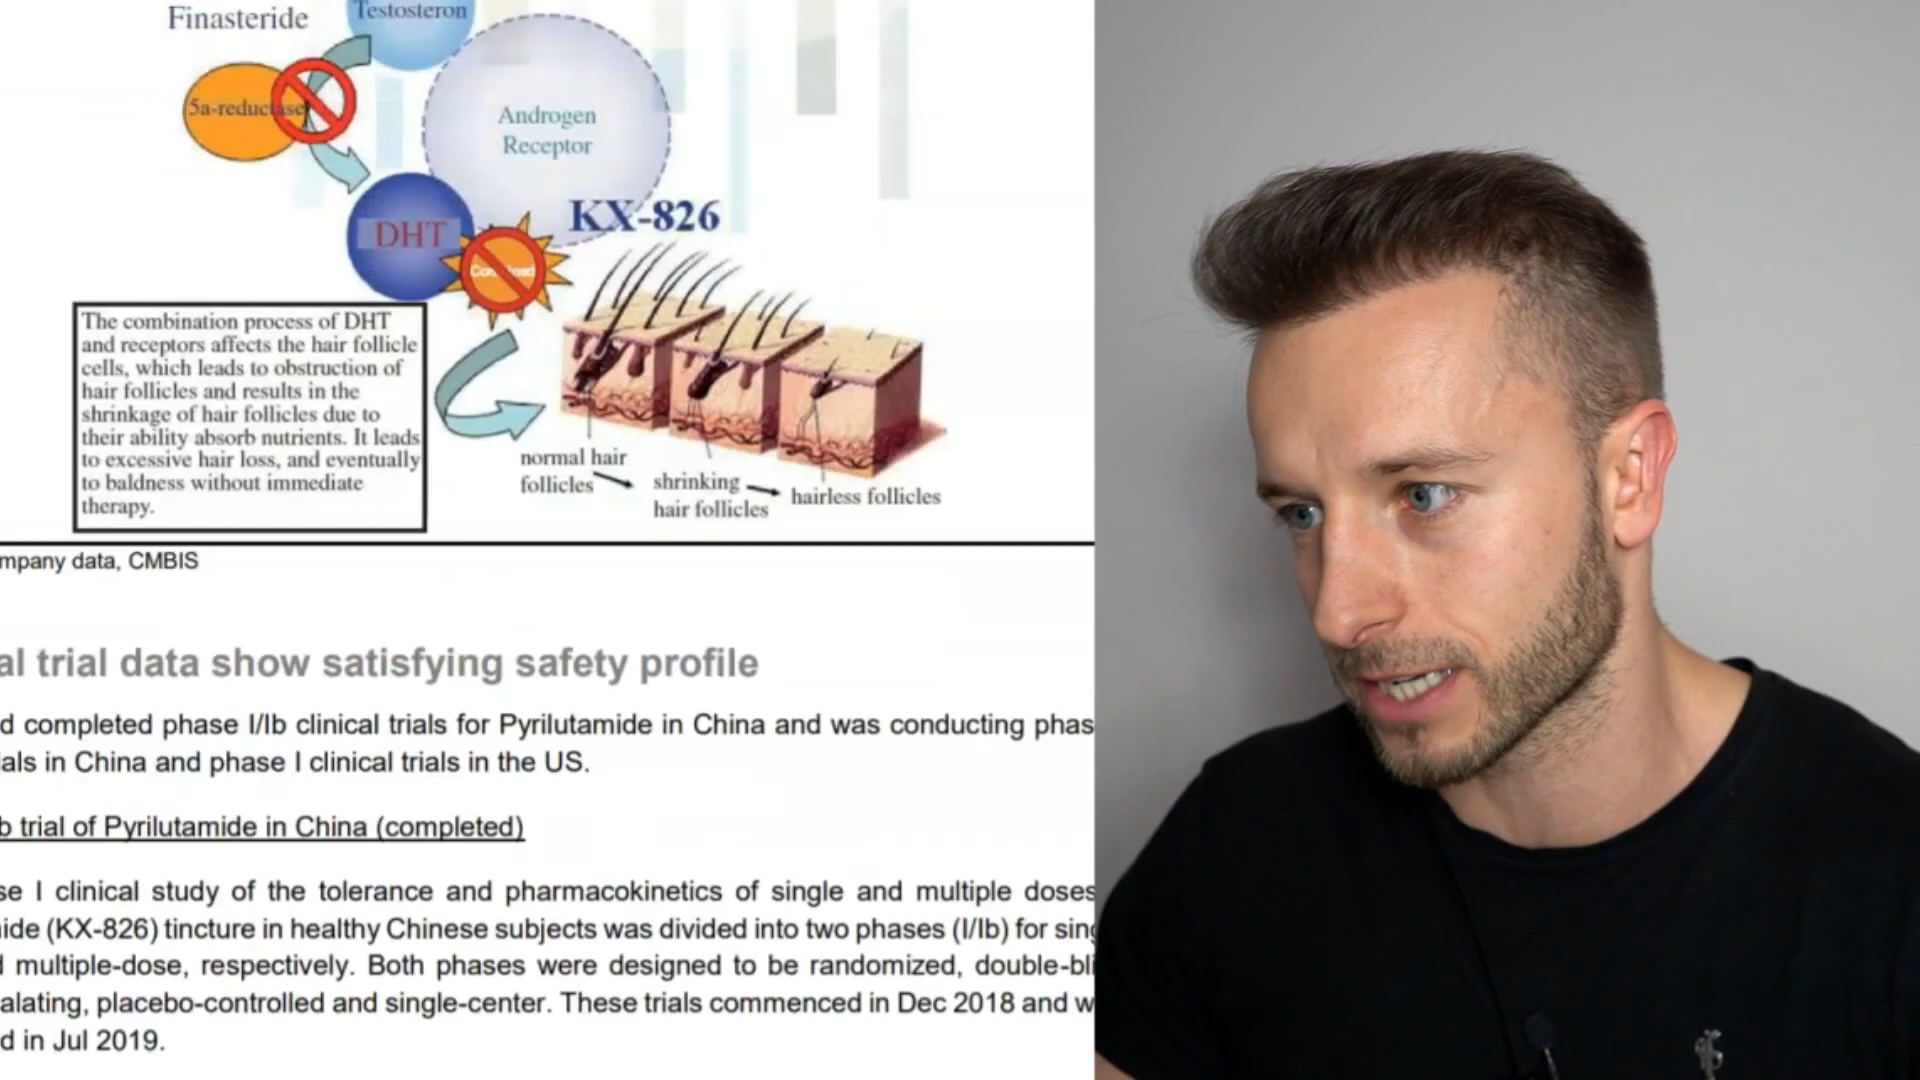 Finasteride
Testosteron
5a-reductase
Androgen
Receptor
DHT
KX-826
The combination process of DHT
and receptors affects the hair follicle
cells, which leads to obstruction of
hair follicles and results in the
shrinkage of hair follicles due to
their ability absorb nutrients. It leads
to excessive hair loss, and eventually
to baldness without immediate
therapy.
normal hair
follicles
shrinking
hair follicles
hairless follicles
mpany data, CMBIS
al trial data show satisfying safety profile
d completed phase I/Ib clinical trials for Pyrilutamide in China and was conducting phas
als in China and phase I clinical trials in the US.
b trial of Pyrilutamide in China (completed)
se I clinical study of the tolerance and pharmacokinetics of single and multiple doses
ide (KX-826) tincture in healthy Chinese subjects was divided into two phases (I/Ib) for sing
multiple-dose, respectively. Both phases were designed to be randomized, double-bli
alating, placebo-controlled and single-center. These trials commenced in Dec 2018 and w
d in Jul 2019.